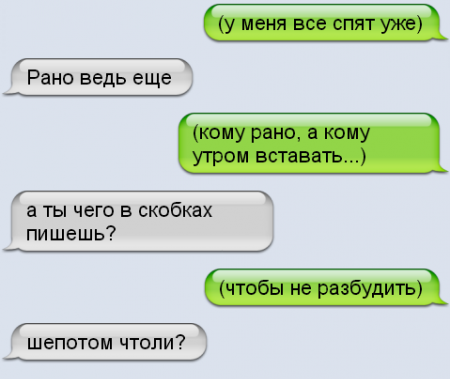 (у меня все спят уже)
Рано ведь еще
(кому рано, а кому
утром вставать...)
а ты чего в скобках
пишешь?
(чтобы не разбудить)
шепотом чтоли?